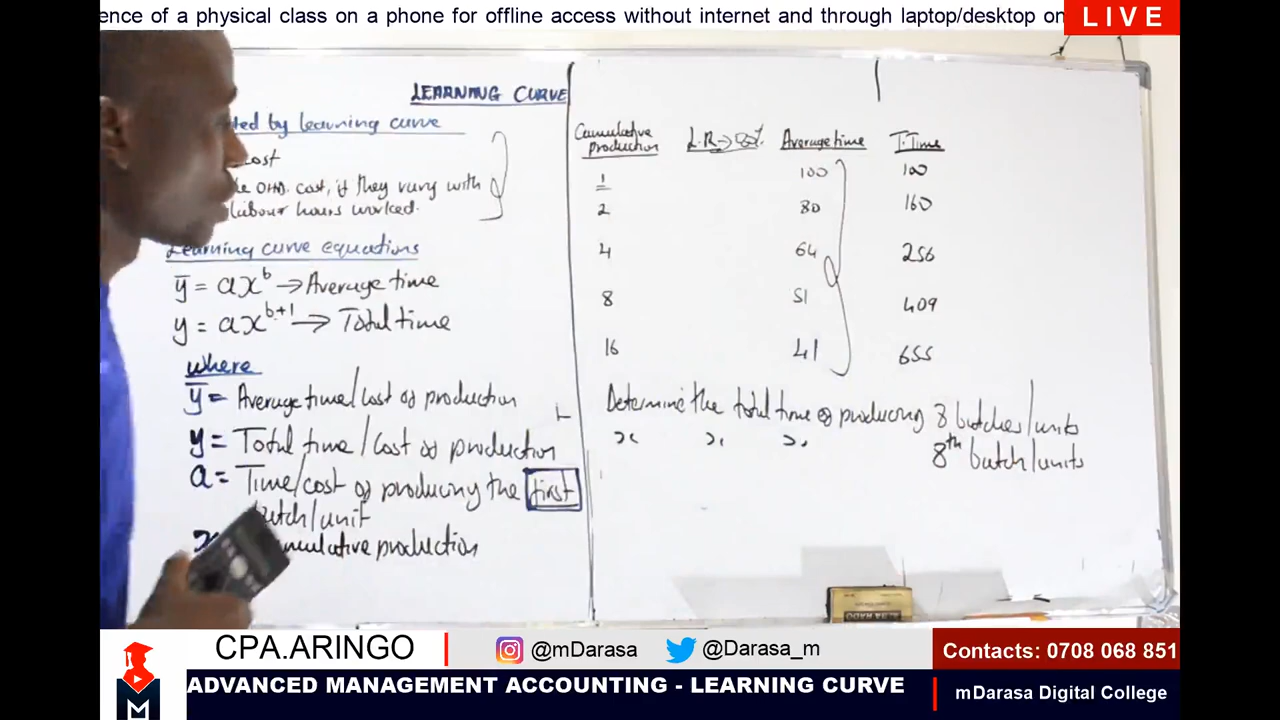 ence of a physical class on a phone for offline access without internet and through laptop/desktop on
LIVE
LEARNING CURVE
ted by learning curve
cost
OHD. cost, if they vary with
labour hours worked.
Learning curve equations
ȳ = ax^b → Average time
y = ax^b+1 → Total time
where
ȳ = Average time/cost of production
y = Total time/cost of production
a = Time/cost of producing the first
batch/unit
cumulative production
Cumulative production L.R → 80%. Average time T.Time
1 100 100
2 80 160
4 64 256
8 51 409
16 41 655
Determine the total time of producing 8 batches/units
8th batch/units
CPA.ARINGO
@mDarasa
@Darasa_m
Contacts: 0708 068 851
M
ADVANCED MANAGEMENT ACCOUNTING - LEARNING CURVE
mDarasa Digital College